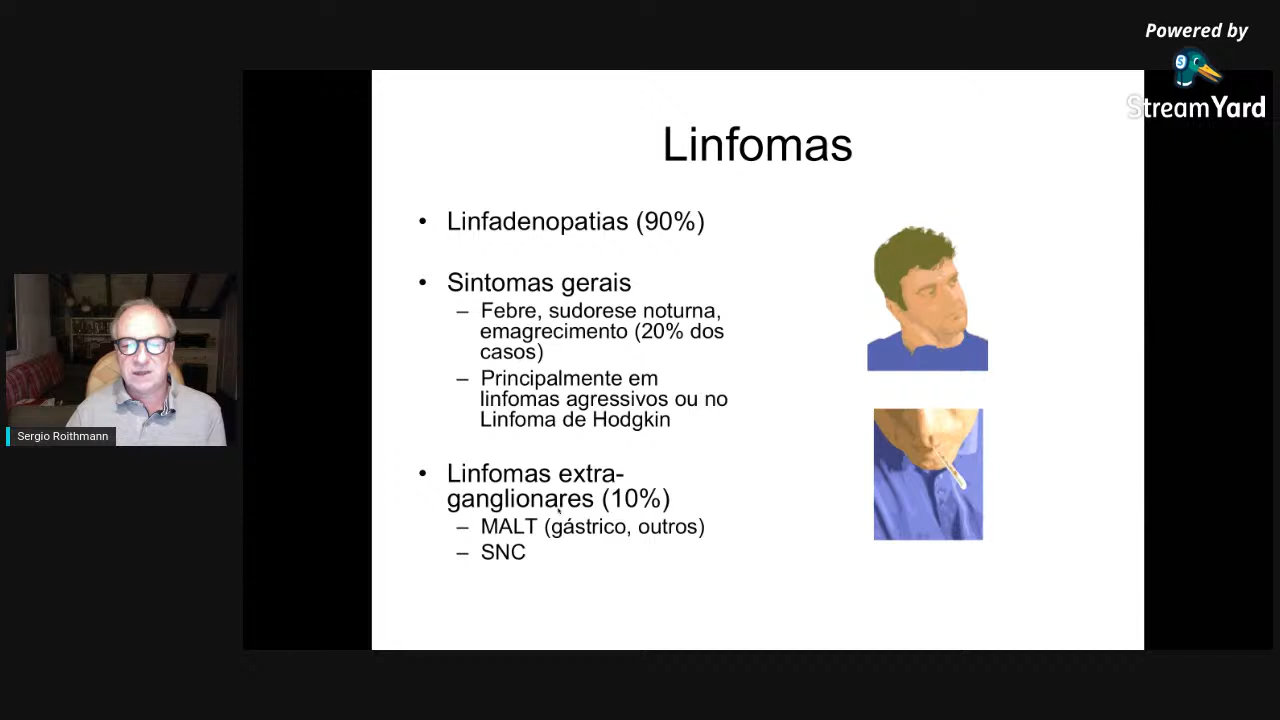 Powered by
StreamYard
Linfomas
• Linfadenopatias (90%)
• Sintomas gerais
– Febre, sudorese noturna,
emagrecimento (20% dos
casos)
– Principalmente em
linfomas agressivos ou no
Linfoma de Hodgkin
• Linfomas extra-
ganglionares (10%)
– MALT (gástrico, outros)
– SNC
Sergio Roithmann